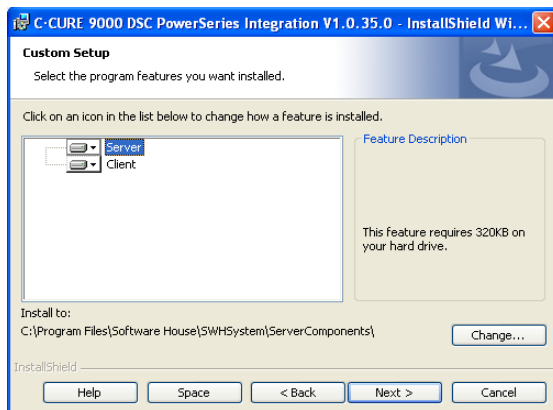 C•CURE 9000 DSC PowerSeries Integration V1.0.35.0 - InstallShield Wi...
Custom Setup
Select the program features you want installed.
Click on an icon in the list below to change how a feature is installed.
Server
Client
Feature Description
This feature requires 320KB on
your hard drive.
Install to:
C:\Program Files\Software House\SWHSystem\ServerComponents\
Change...
InstallShield
Help
Space
< Back
Next >
Cancel